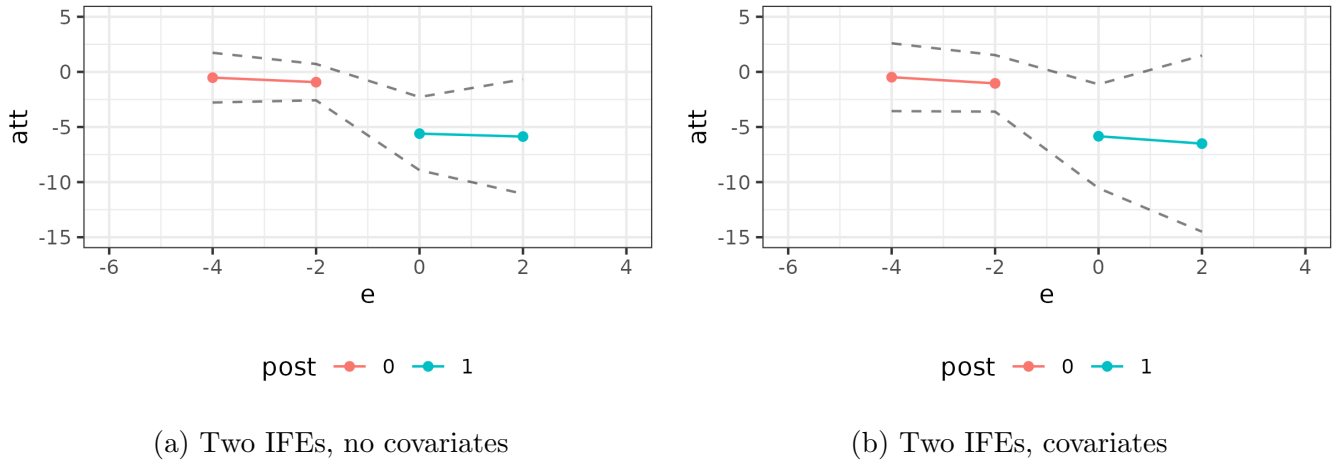 5
0
-5
-10
-15
att
-6 -4 -2 0 2 4
e
post 0 1
(a) Two IFEs, no covariates
5
0
-5
-10
-15
att
-6 -4 -2 0 2 4
e
post 0 1
(b) Two IFEs, covariates